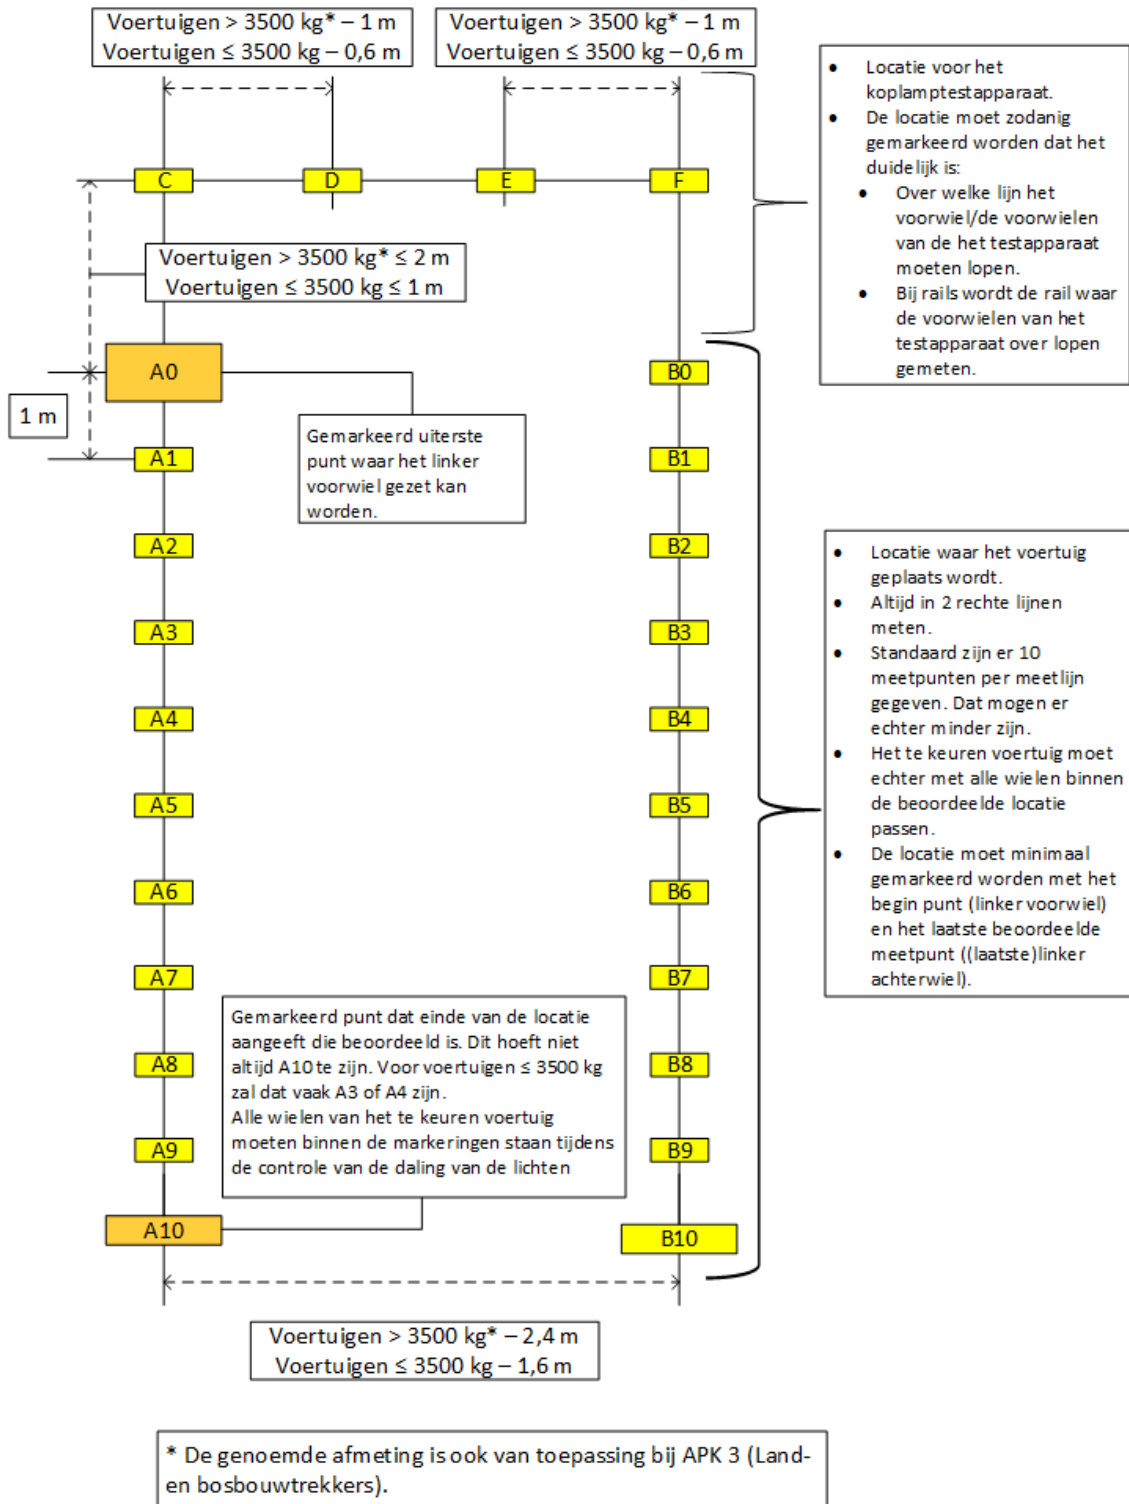 Voertuigen > 3500 kg* – 1 m
Voertuigen ≤ 3500 kg – 0,6 m
Voertuigen > 3500 kg* – 1 m
Voertuigen ≤ 3500 kg – 0,6 m
C
D
E
F
Voertuigen > 3500 kg* ≤ 2 m
Voertuigen ≤ 3500 kg ≤ 1 m
• Locatie voor het
koplamptestapparaat.
• De locatie moet zodanig
gemarkeerd worden dat het
duidelijk is:
• Over welke lijn het
voorwiel/de voorwielen
van de het testapparaat
moeten lopen.
• Bij rails wordt de rail waar
de voorwielen van het
testapparaat over lopen
gemeten.
A0
B0
1 m
Gemarkeerd uiterste
punt waar het linker
voorwiel gezet kan
worden.
A1
B1
A2
B2
A3
B3
A4
B4
A5
B5
A6
B6
A7
B7
A8
B8
A9
B9
A10
B10
• Locatie waar het voertuig
geplaats wordt.
• Altijd in 2 rechte lijnen
meten.
• Standaard zijn er 10
meetpunten per meetlijn
gegeven. Dat mogen er
echter minder zijn.
• Het te keuren voertuig moet
echter met alle wielen binnen
de beoordeelde locatie
passen.
• De locatie moet minimaal
gemarkeerd worden met het
begin punt (linker voorwiel)
en het laatste beoordeelde
meetpunt ((laatste)linker
achterwiel).
Gemarkeerd punt dat einde van de locatie
aangeeft die beoordeeld is. Dit hoeft niet
altijd A10 te zijn. Voor voertuigen ≤ 3500 kg
zal dat vaak A3 of A4 zijn.
Alle wielen van het te keuren voertuig
moeten binnen de markeringen staan tijdens
de controle van de daling van de lichten
Voertuigen > 3500 kg* – 2,4 m
Voertuigen ≤ 3500 kg – 1,6 m
* De genoemde afmeting is ook van toepassing bij APK 3 (Land-
en bosbouwtrekkers).